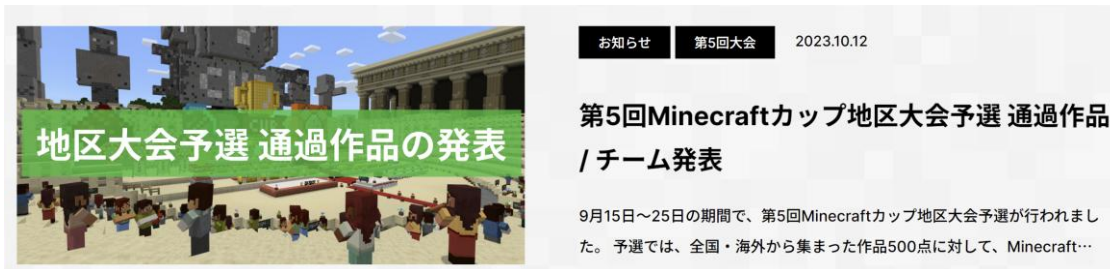 地区大会予選 通過作品の発表
お知らせ 第5回大会 2023.10.12
第5回Minecraftカップ地区大会予選 通過作品
/ チーム発表
9月15日～25日の期間で、第5回Minecraftカップ地区大会予選が行われまし
た。 予選では、全国・海外から集まった作品500点に対して、Minecraft…